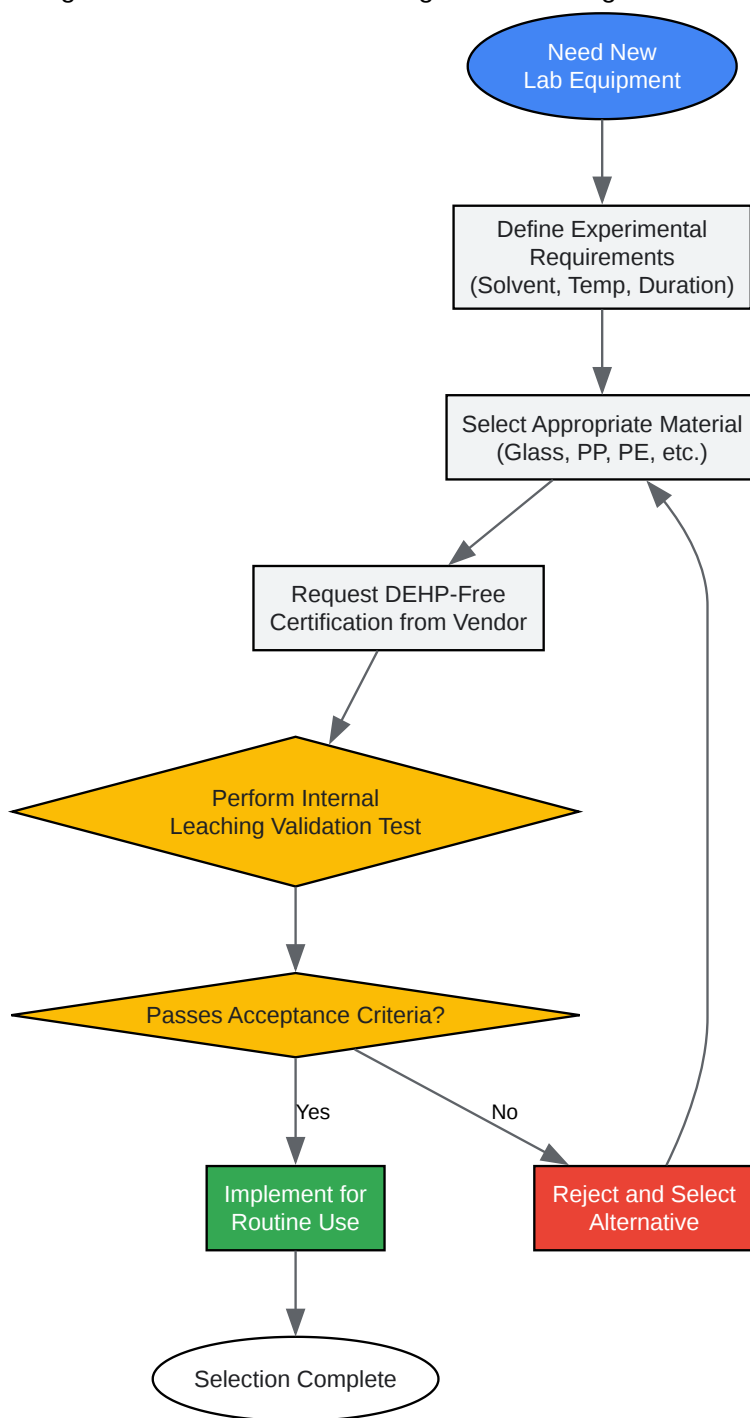 Need New
Lab Equipment
Define Experimental
Requirements
(Solvent, Temp, Duration)
Select Appropriate Material
(Glass, PP, PE, etc.)
Request DEHP-Free
Certification from Vendor
Perform Internal
Leaching Validation Test
Passes Acceptance Criteria?
Yes
No
Implement for
Routine Use
Reject and Select
Alternative
Selection Complete